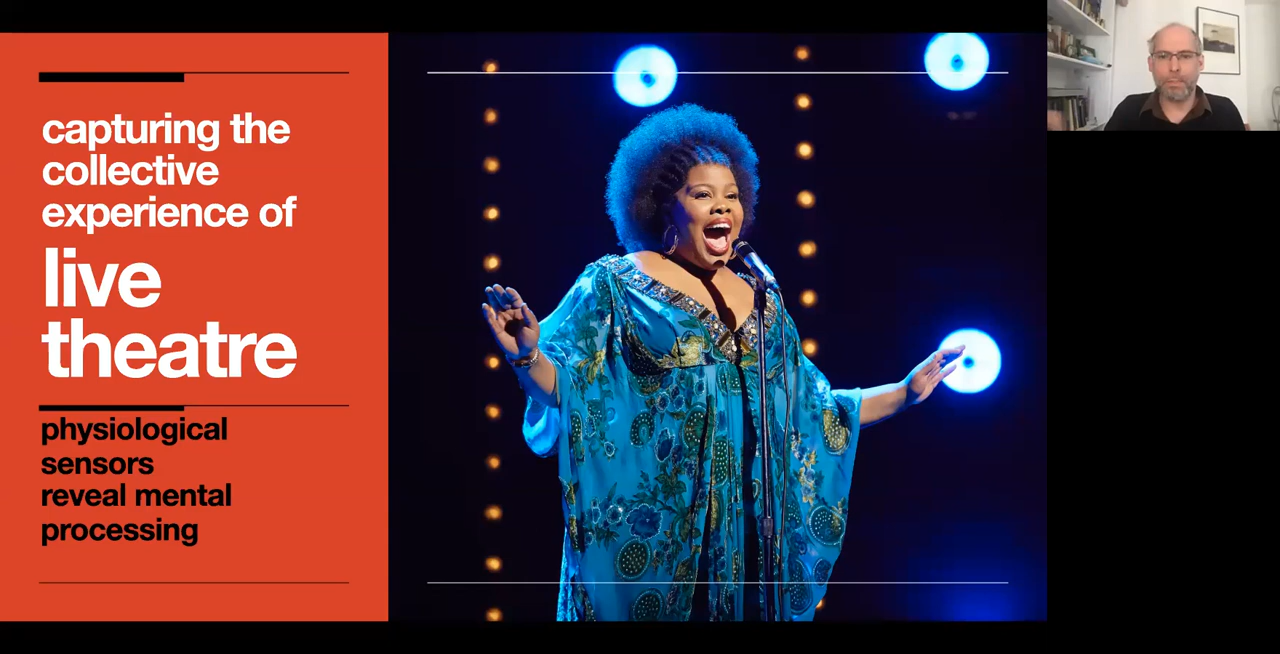 capturing the
collective
experience of
live
theatre
physiological
sensors
reveal mental
processing